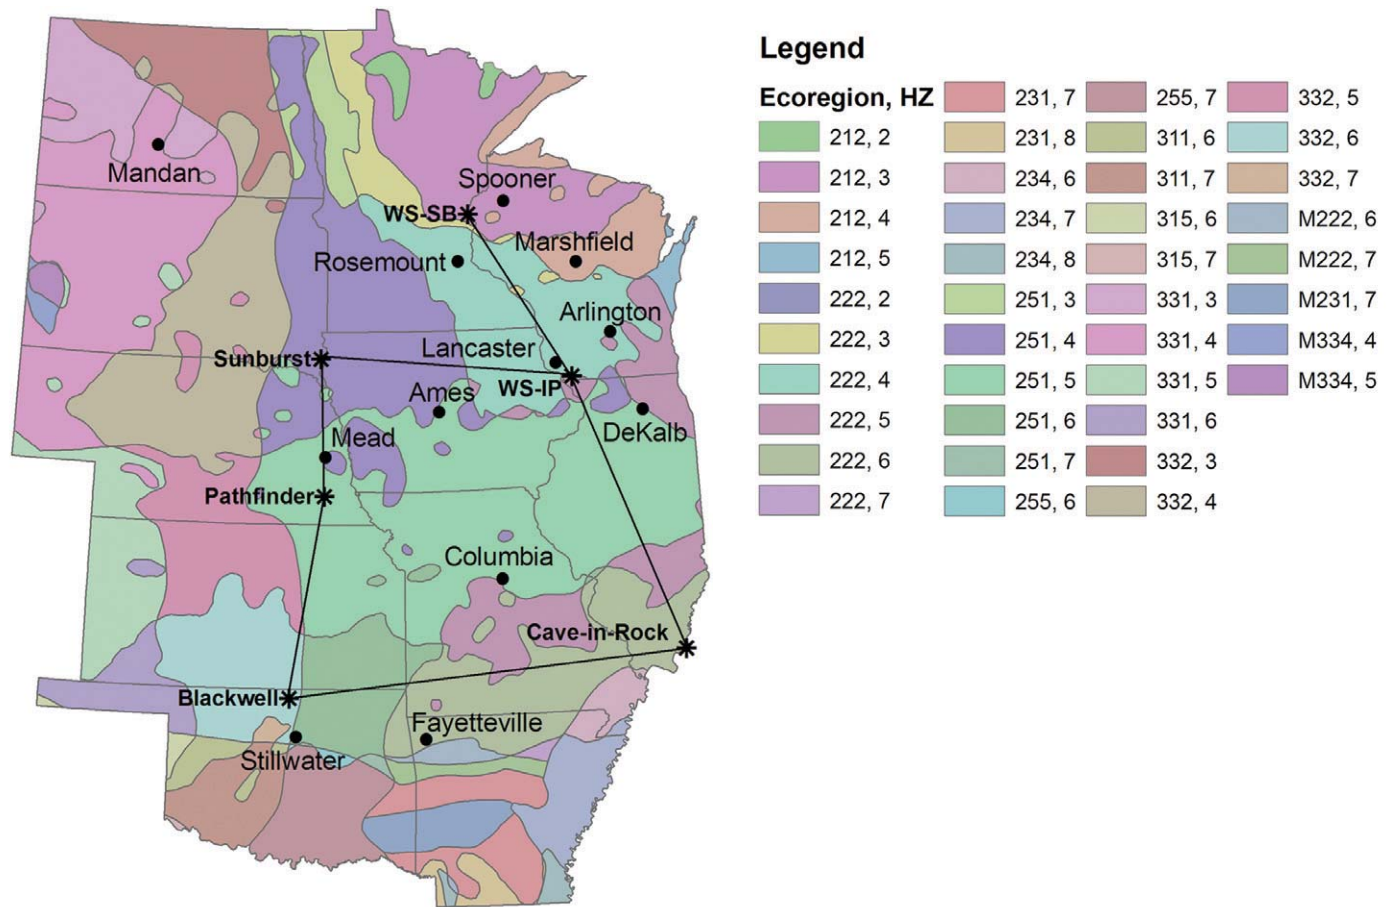 Mandan
Spooner
WS-SB
Marshfield
Rosemount
Arlington
Sunburst
Lancaster
WS-IP
Ames
DeKalb
Mead
Pathfinder
Columbia
Cave-in-Rock
Blackwell
Fayetteville
Stillwater
Legend
Ecoregion, HZ
212, 2
212, 3
212, 4
212, 5
222, 2
222, 3
222, 4
222, 5
222, 6
222, 7
231, 7
231, 8
234, 6
234, 7
234, 8
251, 3
251, 4
251, 5
251, 6
251, 7
255, 6
255, 7
311, 6
311, 7
315, 6
315, 7
331, 3
331, 4
331, 5
331, 6
332, 3
332, 4
332, 5
332, 6
332, 7
M222, 6
M222, 7
M231, 7
M334, 4
M334, 5